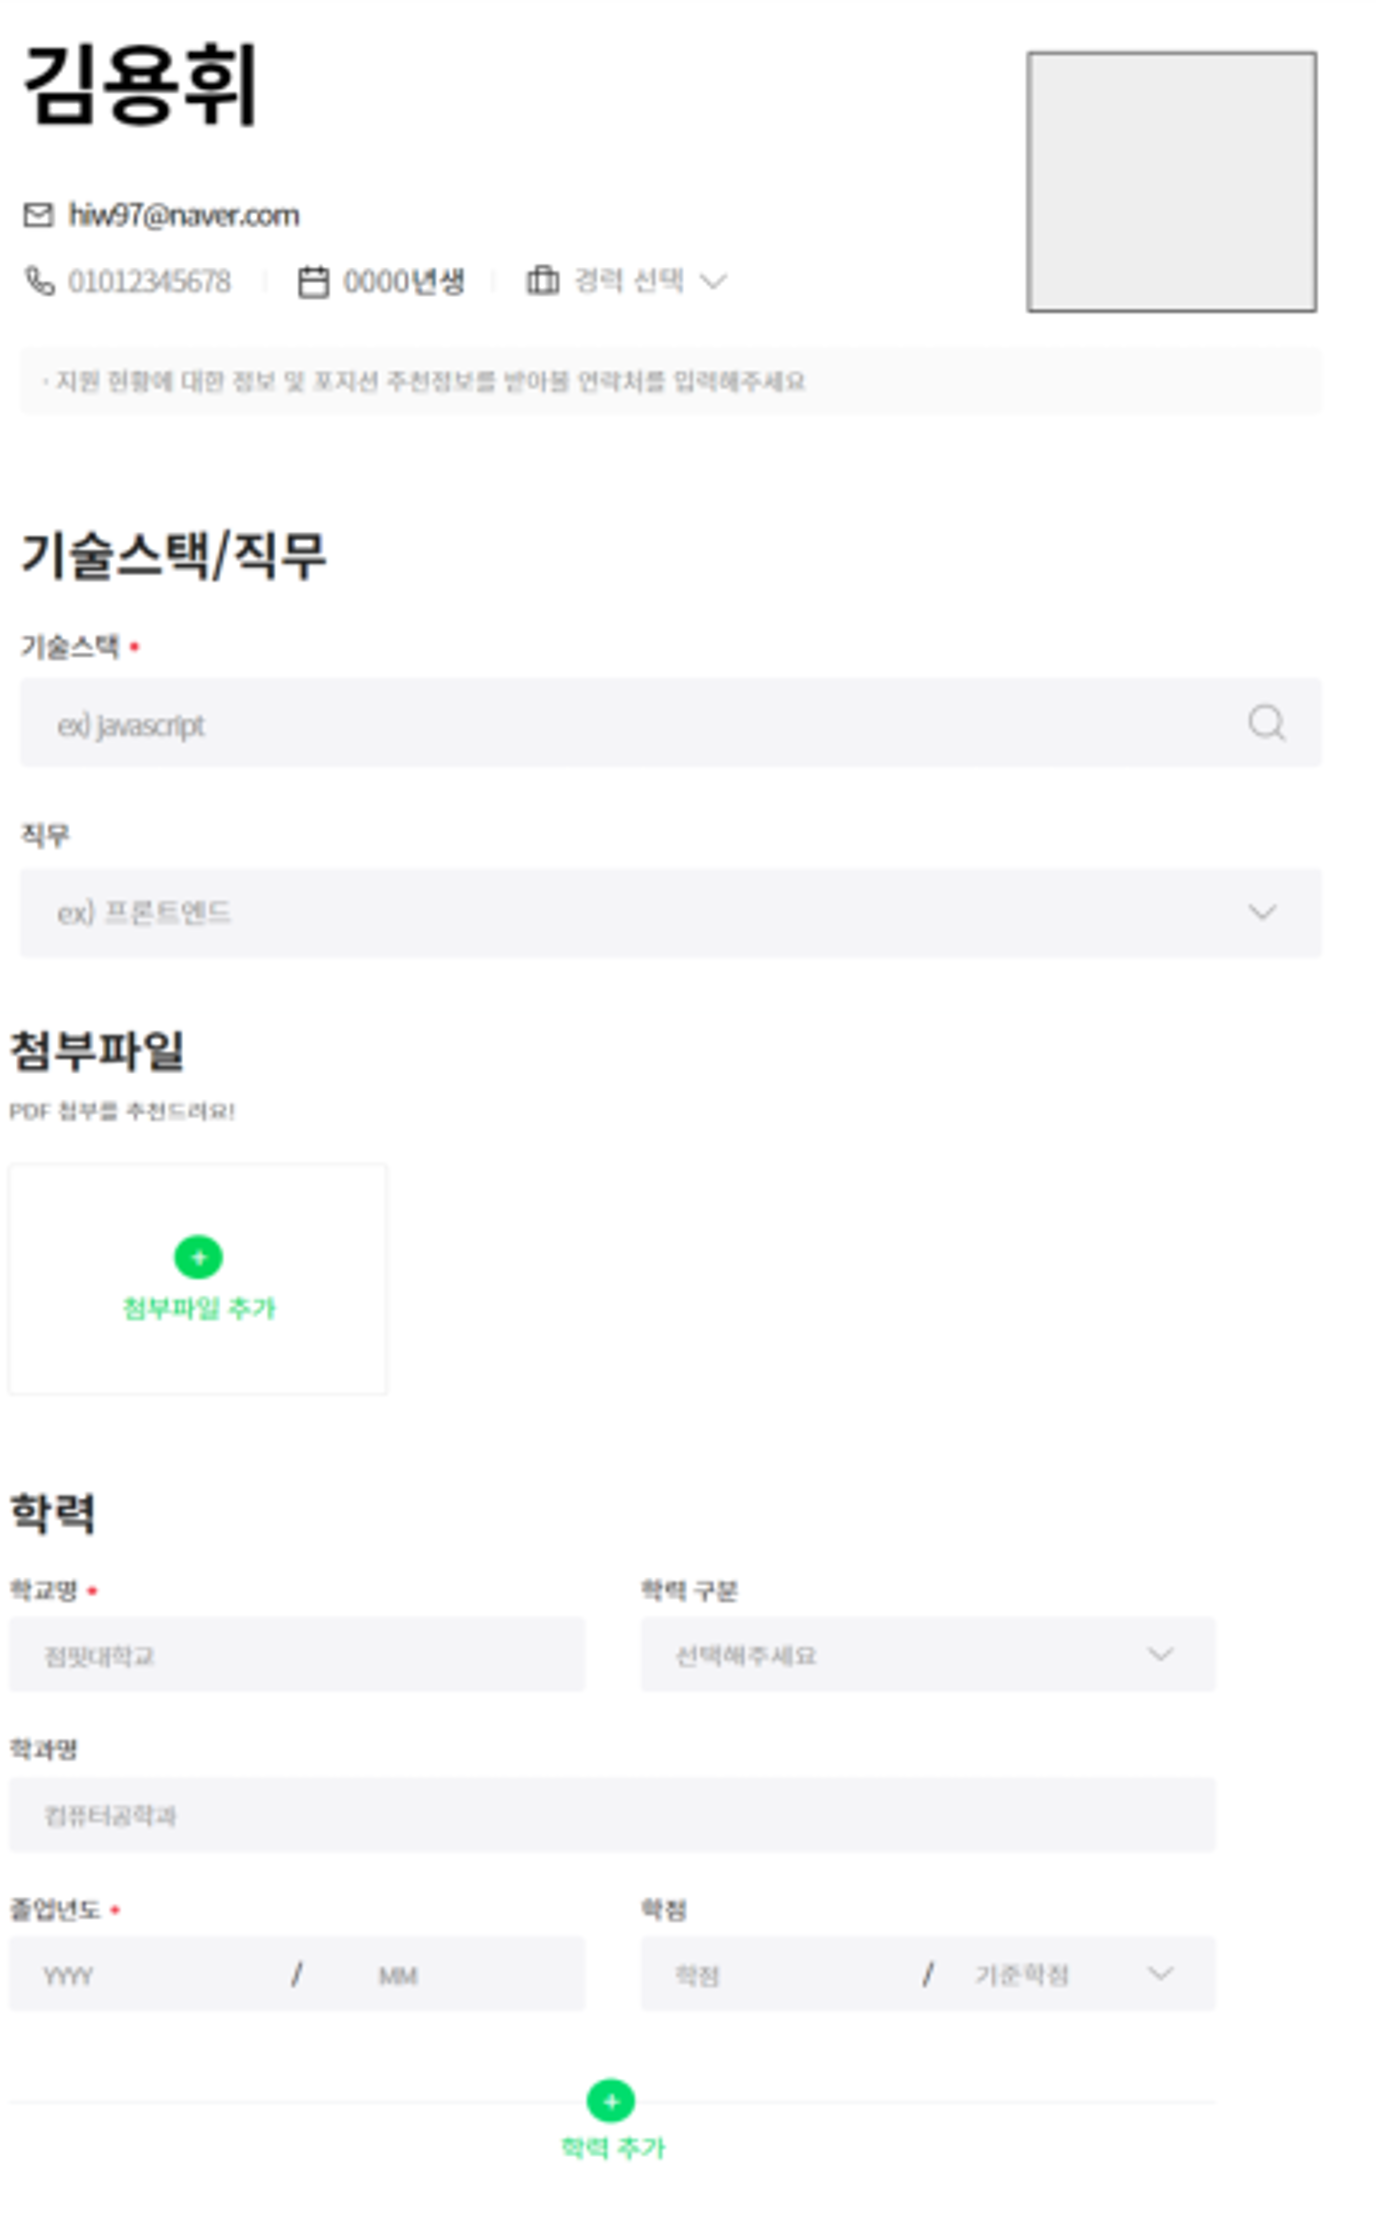 김용휘
hiw97@naver.com
01012345678 0000년생 경력 선택
· 지원 현황에 대한 정보 및 포지션 추천정보를 받아볼 연락처를 입력해주세요
기술스택/직무
기술스택 •
ex) javascript
직무
ex) 프론트엔드
첨부파일
PDF 첨부를 추천드려요!
+
첨부파일 추가
학력
학교명 •
학력 구분
점핏대학교
선택해주세요
학과명
컴퓨터공학과
졸업년도 •
학점
YYYY / MM
학점 / 기준학점
+
학력 추가